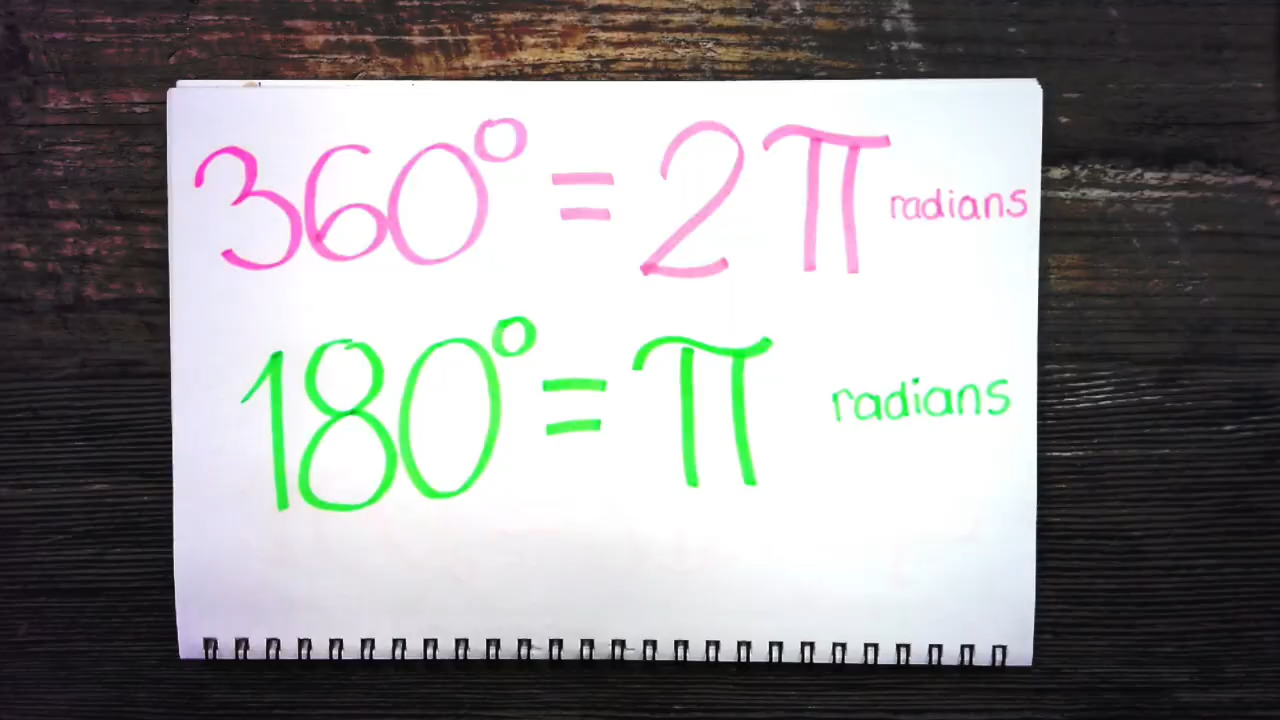 360° = 2π radians
180° = π radians